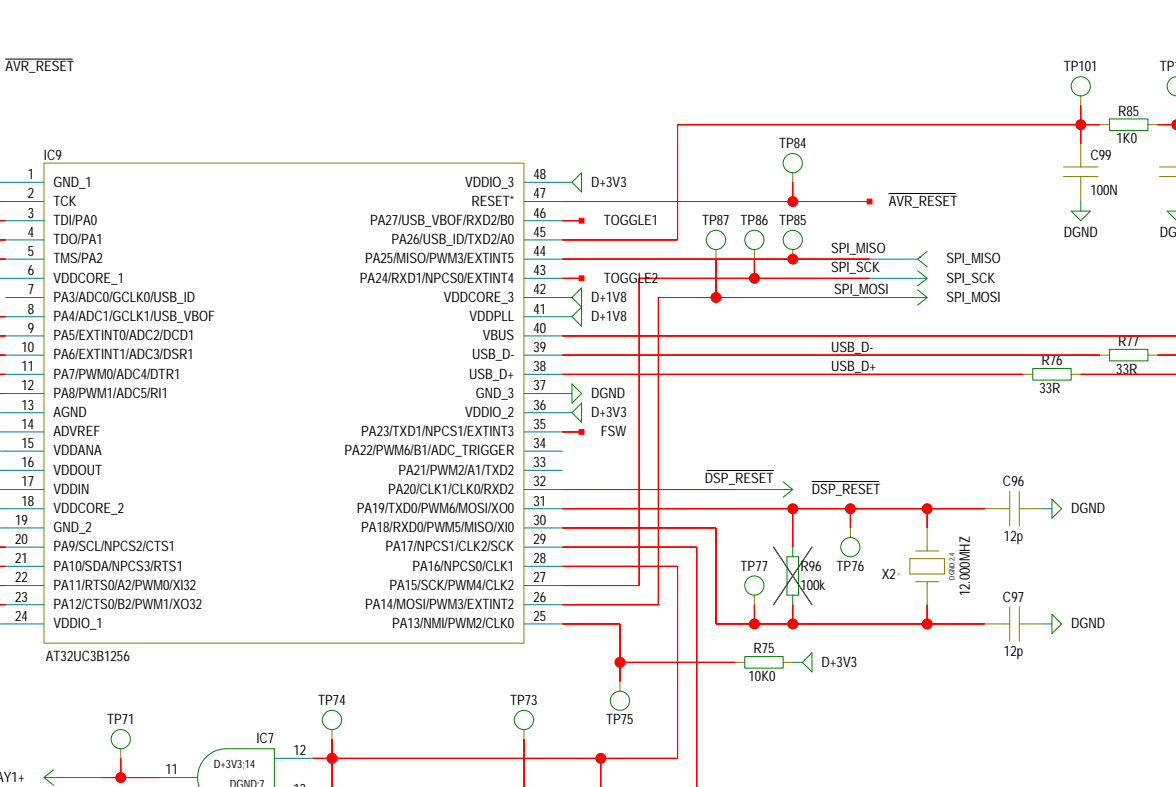 AVR_RESET
TP101
TP1
R85
1K0
C99
100N
DGND
DG
TP84
AVR_RESET
IC9
1 GND_1
2 TCK
3 TDI/PA0
4 TDO/PA1
5 TMS/PA2
6 VDDCORE_1
7 PA3/ADC0/GCLK0/USB_ID
8 PA4/ADC1/GCLK1/USB_VBOF
9 PA5/EXTINT0/ADC2/DCD1
10 PA6/EXTINT1/ADC3/DSR1
11 PA7/PWM0/ADC4/DTR1
12 PA8/PWM1/ADC5/RI1
13 AGND
14 ADVREF
15 VDDANA
16 VDDOUT
17 VDDIN
18 VDDCORE_2
19 GND_2
20 PA9/SCL/NPCS2/CTS1
21 PA10/SDA/NPCS3/RTS1
22 PA11/RTS0/A2/PWM0/XI32
23 PA12/CTS0/B2/PWM1/XO32
24 VDDIO_1
VDDIO_3 48 D+3V3
RESET* 47
PA27/USB_VBOF/RXD2/B0 46 TOGGLE1
PA26/USB_ID/TXD2/A0 45
PA25/MISO/PWM3/EXTINT5 44
PA24/RXD1/NPCS0/EXTINT4 43 TOGGLE2
VDDCORE_3 42 D+1V8
VDDPLL 41 D+1V8
VBUS 40
USB_D- 39
USB_D+ 38
GND_3 37 DGND
VDDIO_2 36 D+3V3
PA23/TXD1/NPCS1/EXTINT3 35 FSW
PA22/PWM6/B1/ADC_TRIGGER 34
PA21/PWM2/A1/TXD2 33
PA20/CLK1/CLK0/RXD2 32
PA19/TXD0/PWM6/MOSI/XO0 31
PA18/RXD0/PWM5/MISO/XI0 30
PA17/NPCS1/CLK2/SCK 29
PA16/NPCS0/CLK1 28
PA15/SCK/PWM4/CLK2 27
PA14/MOSI/PWM3/EXTINT2 26
PA13/NMI/PWM2/CLK0 25
AT32UC3B1256
TP87 TP86 TP85
SPI_MISO SPI_MISO
SPI_SCK SPI_SCK
SPI_MOSI SPI_MOSI
USB_D-
R77
33R
USB_D+
R76
33R
DSP_RESET
DSP_RESET
C96
12p
DGND
TP77
R96
100k
TP76
X2
12.000MHZ
C97
12p
DGND
R75
10K0
D+3V3
TP75
TP74
TP73
TP71
IC7
12
D+3V3;14
DGND;7
11
AY1+
13